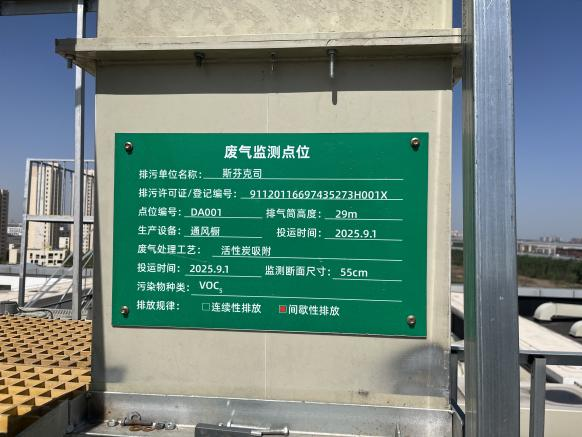 废气监测点位
排污单位名称： 斯芬克司
排污许可证/登记编号： 91120116697435273H001X
点位编号： DA001 排气筒高度： 29m
生产设备： 通风橱 投运时间： 2025.9.1
废气处理工艺： 活性炭吸附
投运时间： 2025.9.1 监测断面尺寸： 55cm
污染物种类： VOCs
排放规律： □连续性排放 ■间歇性排放